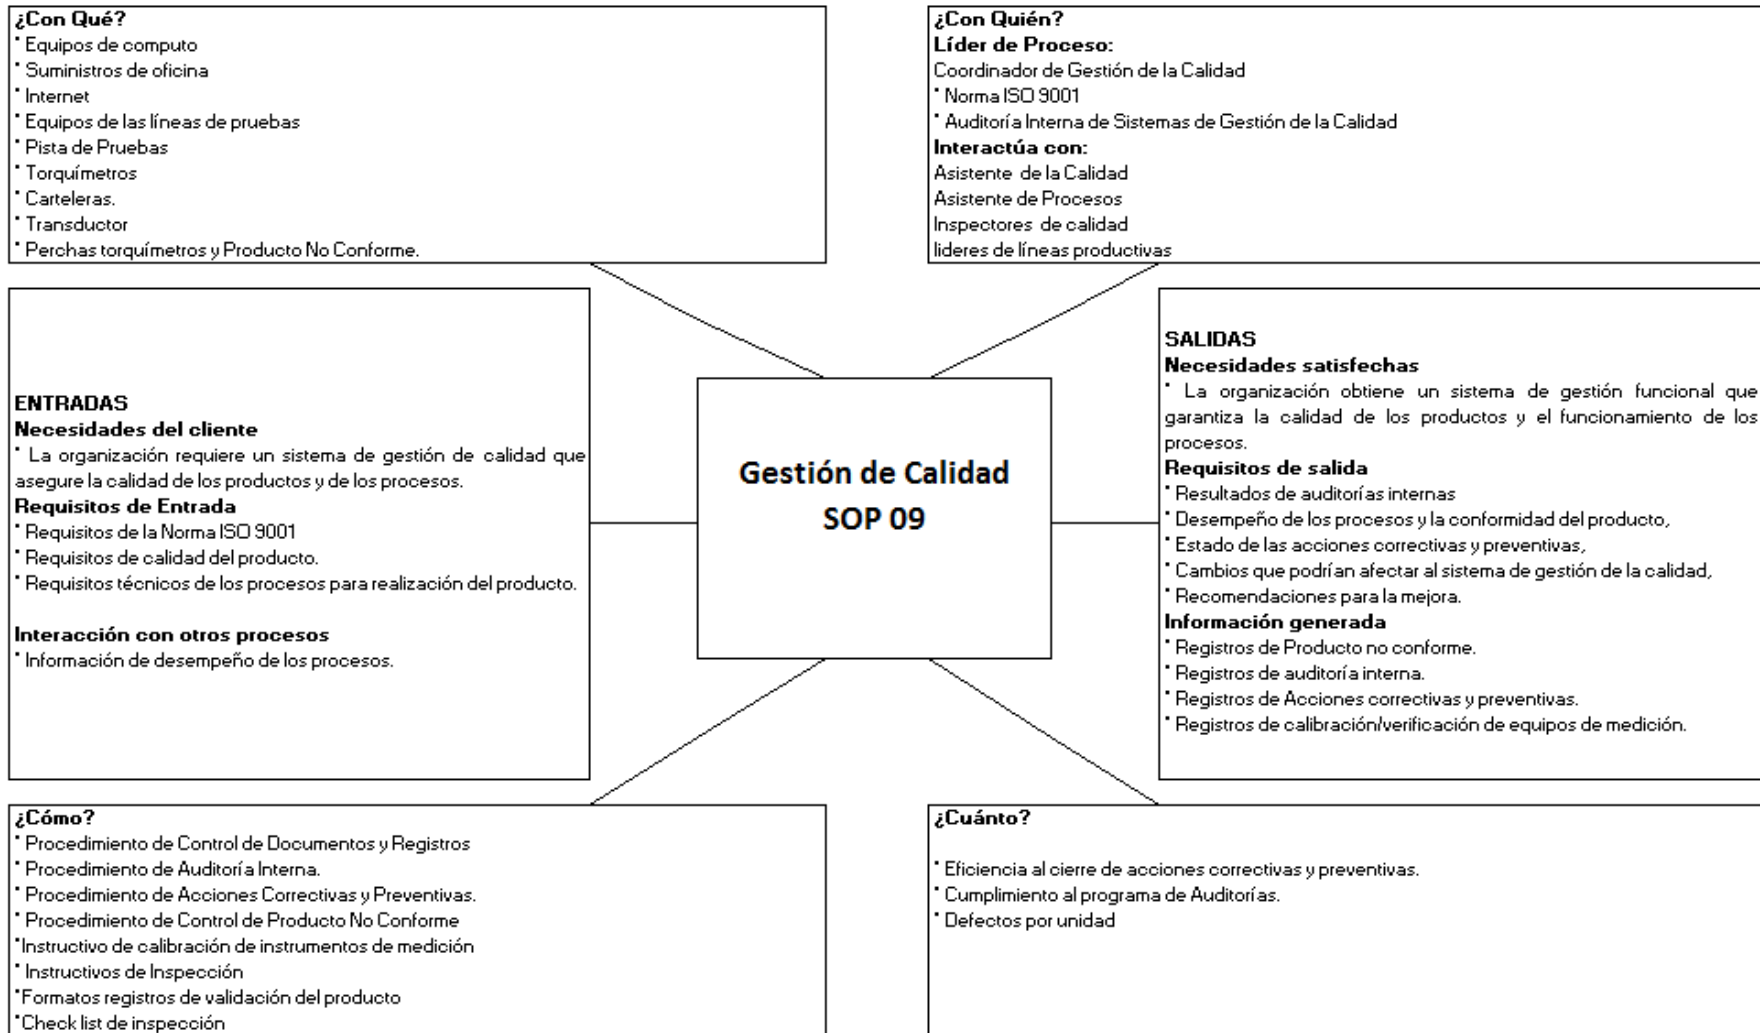 ¿Con Qué?
* Equipos de computo
* Suministros de oficina
* Internet
* Equipos de las líneas de pruebas
* Pista de Pruebas
* Torquímetros
* Carteleras.
* Transductor
* Perchas torquímetros y Producto No Conforme.
¿Con Quién?
Líder de Proceso:
Coordinador de Gestión de la Calidad
* Norma ISO 9001
* Auditoría Interna de Sistemas de Gestión de la Calidad
Interactúa con:
Asistente de la Calidad
Asistente de Procesos
Inspectores de calidad
lideres de líneas productivas
ENTRADAS
Necesidades del cliente
* La organización requiere un sistema de gestión de calidad que
asegure la calidad de los productos y de los procesos.
Requisitos de Entrada
* Requisitos de la Norma ISO 9001
* Requisitos de calidad del producto.
* Requisitos técnicos de los procesos para realización del producto.
Interacción con otros procesos
* Información de desempeño de los procesos.
Gestión de Calidad
SOP 09
SALIDAS
Necesidades satisfechas
* La organización obtiene un sistema de gestión funcional que
garantiza la calidad de los productos y el funcionamiento de los
procesos.
Requisitos de salida
* Resultados de auditorías internas
* Desempeño de los procesos y la conformidad del producto,
* Estado de las acciones correctivas y preventivas,
* Cambios que podrían afectar al sistema de gestión de la calidad,
* Recomendaciones para la mejora.
Información generada
* Registros de Producto no conforme.
* Registros de auditoría interna.
* Registros de Acciones correctivas y preventivas.
* Registros de calibración/verificación de equipos de medición.
¿Cómo?
* Procedimiento de Control de Documentos y Registros
* Procedimiento de Auditoría Interna.
* Procedimiento de Acciones Correctivas y Preventivas.
* Procedimiento de Control de Producto No Conforme
*Instructivo de calibración de instrumentos de medición
* Instructivos de Inspección
*Formatos registros de validación del producto
*Check list de inspección
¿Cuánto?
* Eficiencia al cierre de acciones correctivas y preventivas.
* Cumplimiento al programa de Auditorías.
* Defectos por unidad